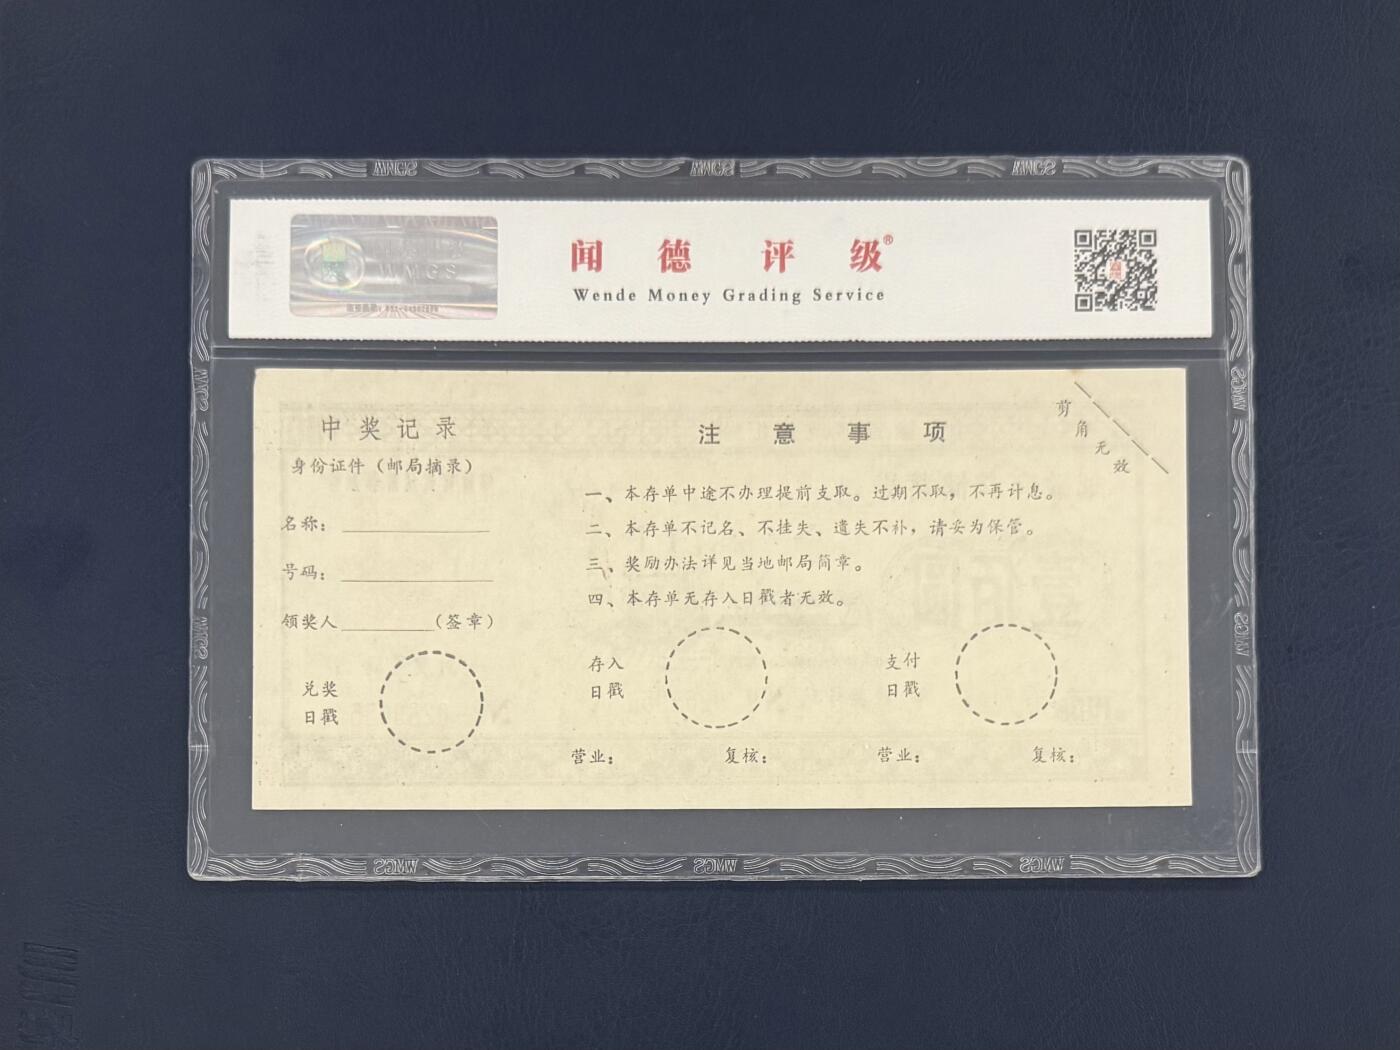 闻德评级®
Wende Money Grading Service
WMGS
中奖记录
身份证件（邮局摘录）
名称：
号码：
领奖人（签章）
兑奖
日戳
注意事项
一、本存单中途不办理提前支取。过期不取，不再计息。
二、本存单不记名、不挂失、遗失不补，请妥为保管。
三、奖励办法详见当地邮局简章。
四、本存单无存入日戳者无效。
存入
日戳
支付
日戳
营业：
复核：
营业：
复核：
剪角无效